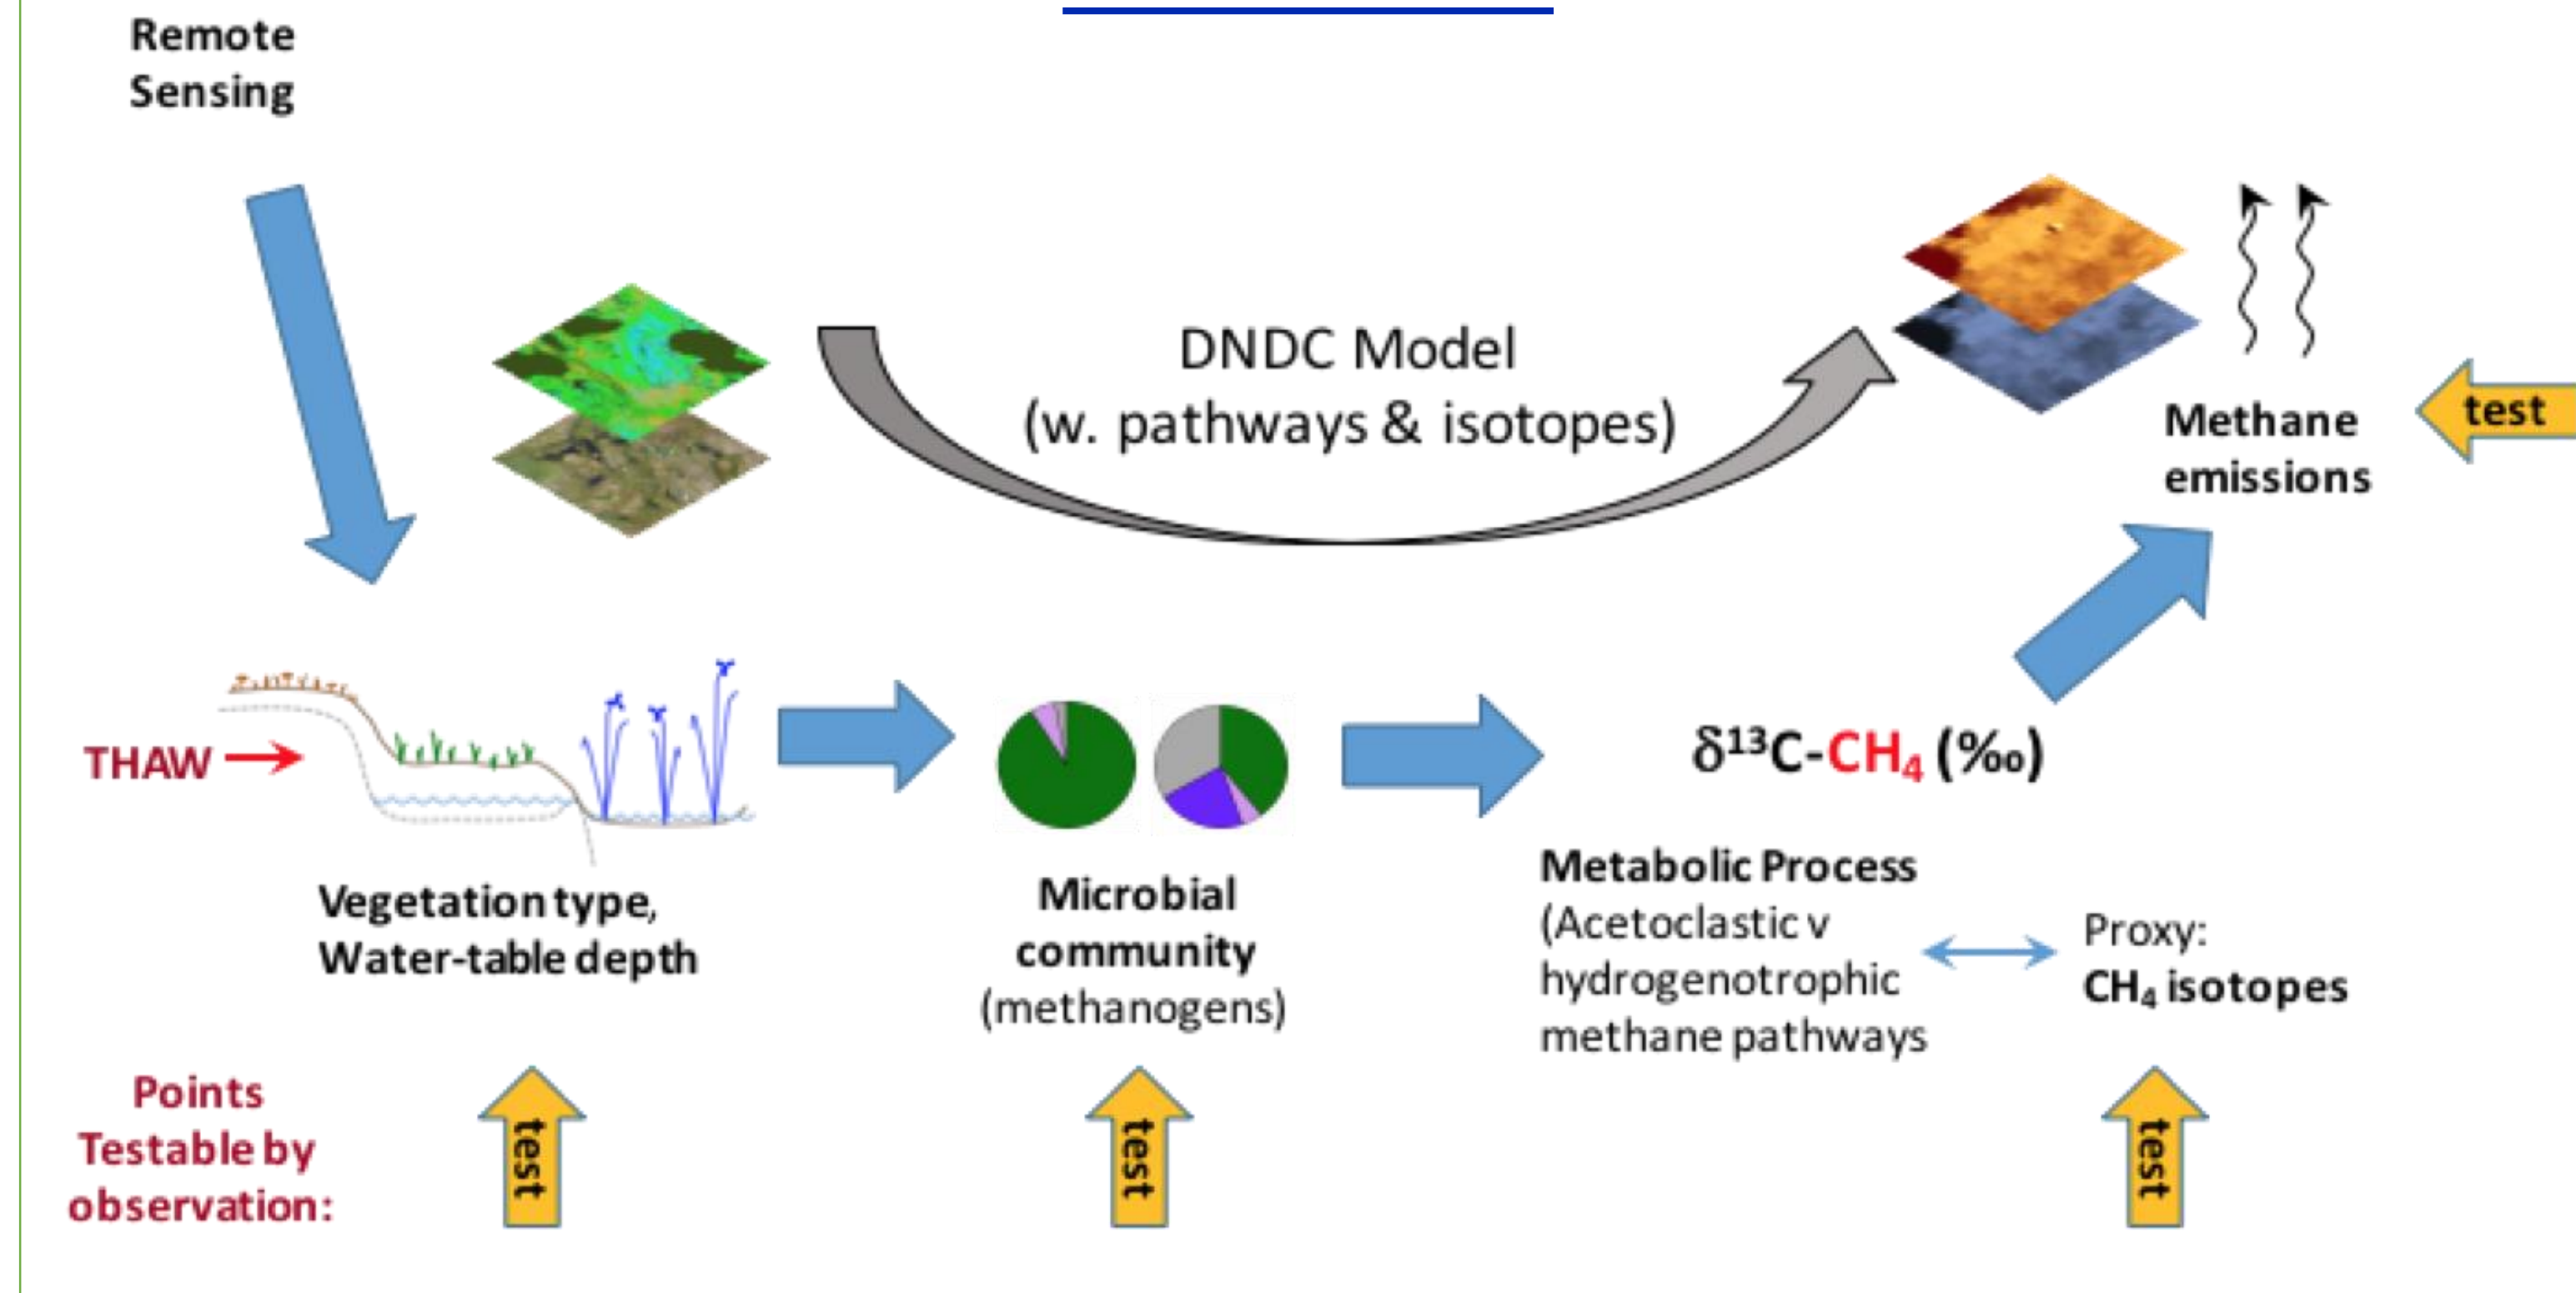 Remote
Sensing
DNDC Model
(w. pathways & isotopes)
Methane
emissions
test
THAW
δ¹³C-CH₄ (‰)
Vegetation type,
Water-table depth
Microbial
community
(methanogens)
Metabolic Process
(Acetoclastic v
hydrogenotrophic
methane pathways
Proxy:
CH₄ isotopes
Points
Testable by
observation:
test
test
test